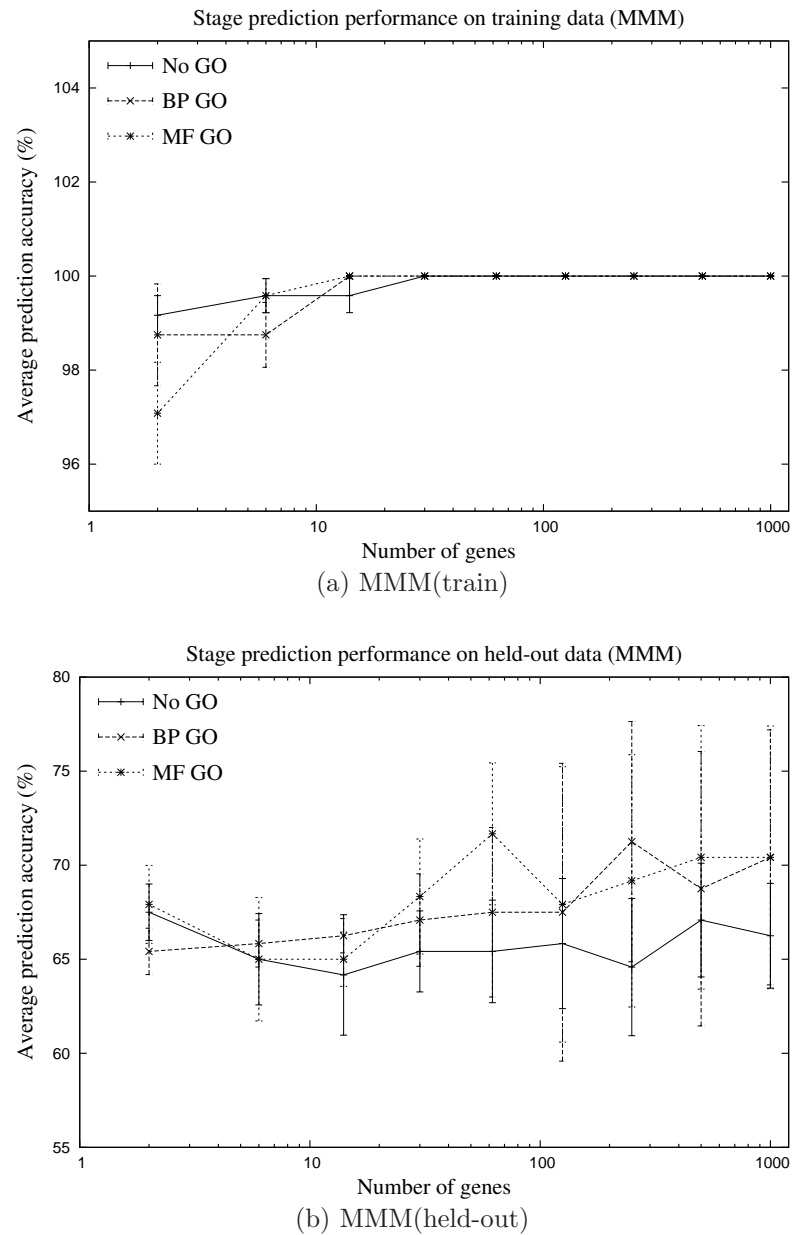 Stage prediction performance on training data (MMM)
No GO
BP GO
MF GO
Average prediction accuracy (%)
104
102
100
98
96
1
10
100
1000
Number of genes
(a) MMM(train)
Stage prediction performance on held-out data (MMM)
No GO
BP GO
MF GO
Average prediction accuracy (%)
80
75
70
65
60
55
1
10
100
1000
Number of genes
(b) MMM(held-out)